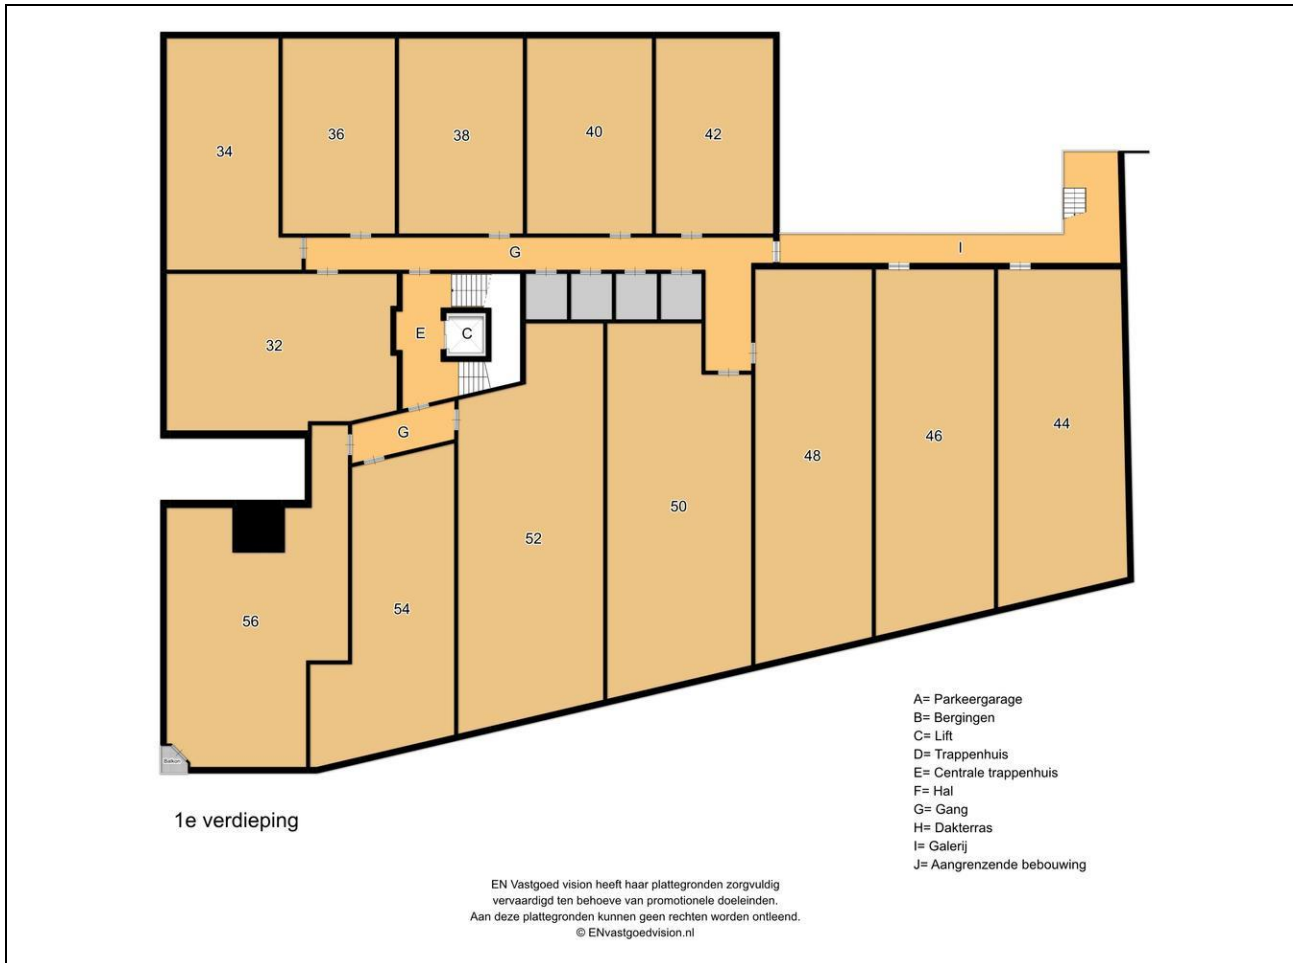 36
38
40
42
34
G
I
E
C
32
G
44
46
48
50
52
54
56
Balkon
A= Parkeergarage
B= Bergingen
C= Lift
D= Trappenhuis
E= Centrale trappenhuis
F= Hal
G= Gang
H= Dakterras
I= Galerij
J= Aangrenzende bebouwing
1e verdieping
EN Vastgoed vision heeft haar plattegronden zorgvuldig
vervaardigd ten behoeve van promotionele doeleinden.
Aan deze plattegronden kunnen geen rechten worden ontleend.
© ENvastgoedvision.nl